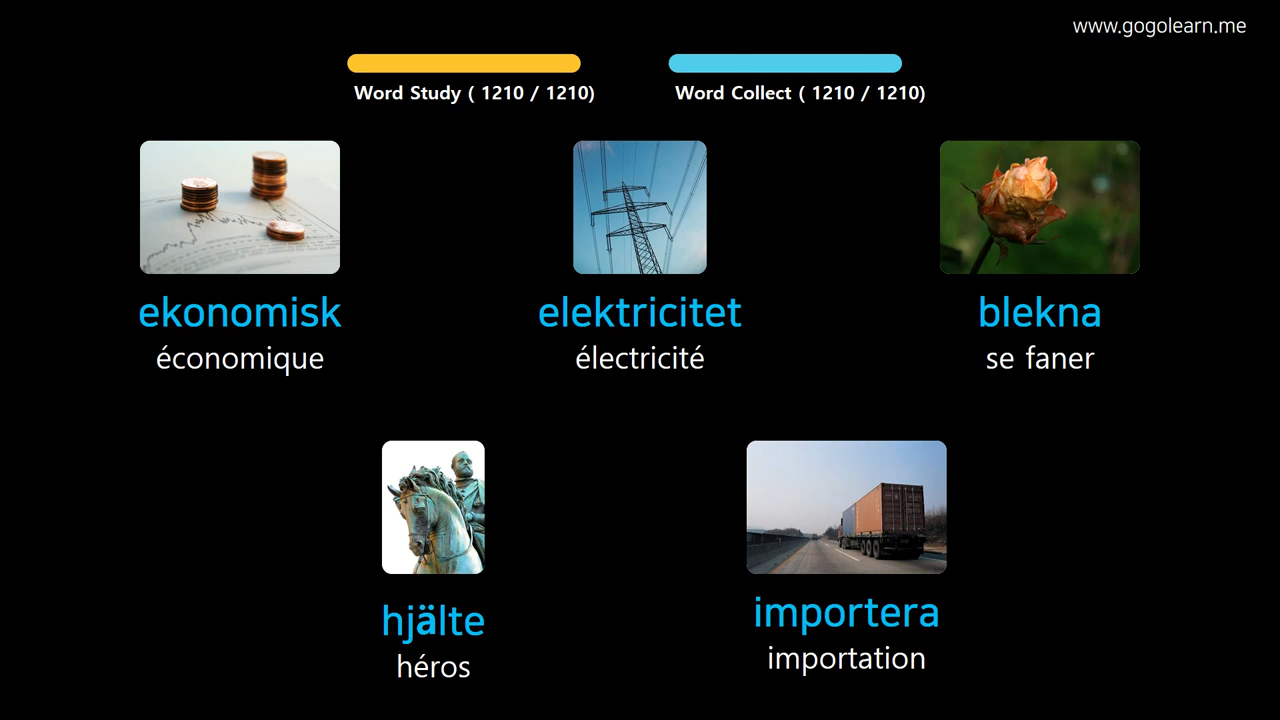 www.gogolearn.me
Word Study ( 1210 / 1210)
Word Collect ( 1210 / 1210)
ekonomisk
économique
elektricitet
électricité
blekna
se faner
hjälte
héros
importera
importation